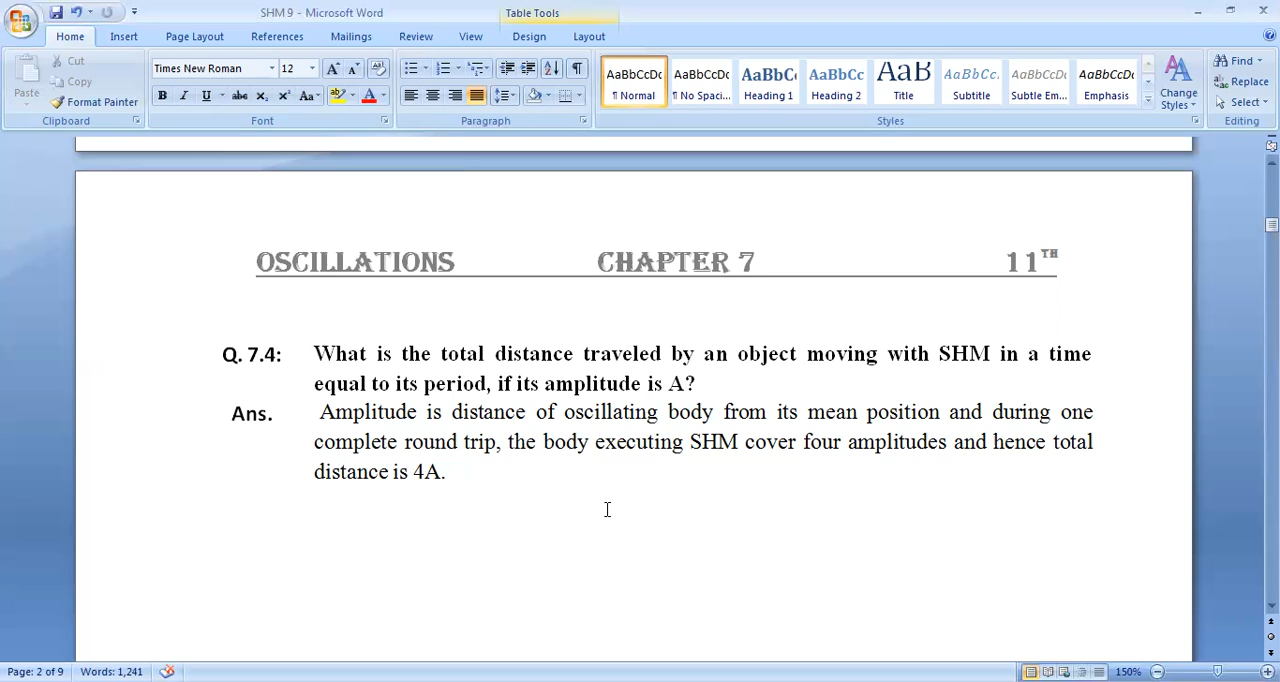 SHM 9 - Microsoft Word
Table Tools
Home Insert Page Layout References Mailings Review View Design Layout
Paste
Cut
Copy
Format Painter
Clipboard
Times New Roman 12
B I U abc X₂ X² Aa
Font
Paragraph
AaBbCcDc AaBbCcDc AaBbC AaBbCc AaB AaBbCc. AaBbCcDc AaBbCcDc
¶ Normal ¶ No Spaci... Heading 1 Heading 2 Title Subtitle Subtle Em... Emphasis
Change Styles
Styles
Find
Replace
Select
Editing
OSCILLATIONS CHAPTER 7 11TH
Q. 7.4: What is the total distance traveled by an object moving with SHM in a time
equal to its period, if its amplitude is A?
Ans. Amplitude is distance of oscillating body from its mean position and during one
complete round trip, the body executing SHM cover four amplitudes and hence total
distance is 4A.
Page: 2 of 9 Words: 1,241 150%